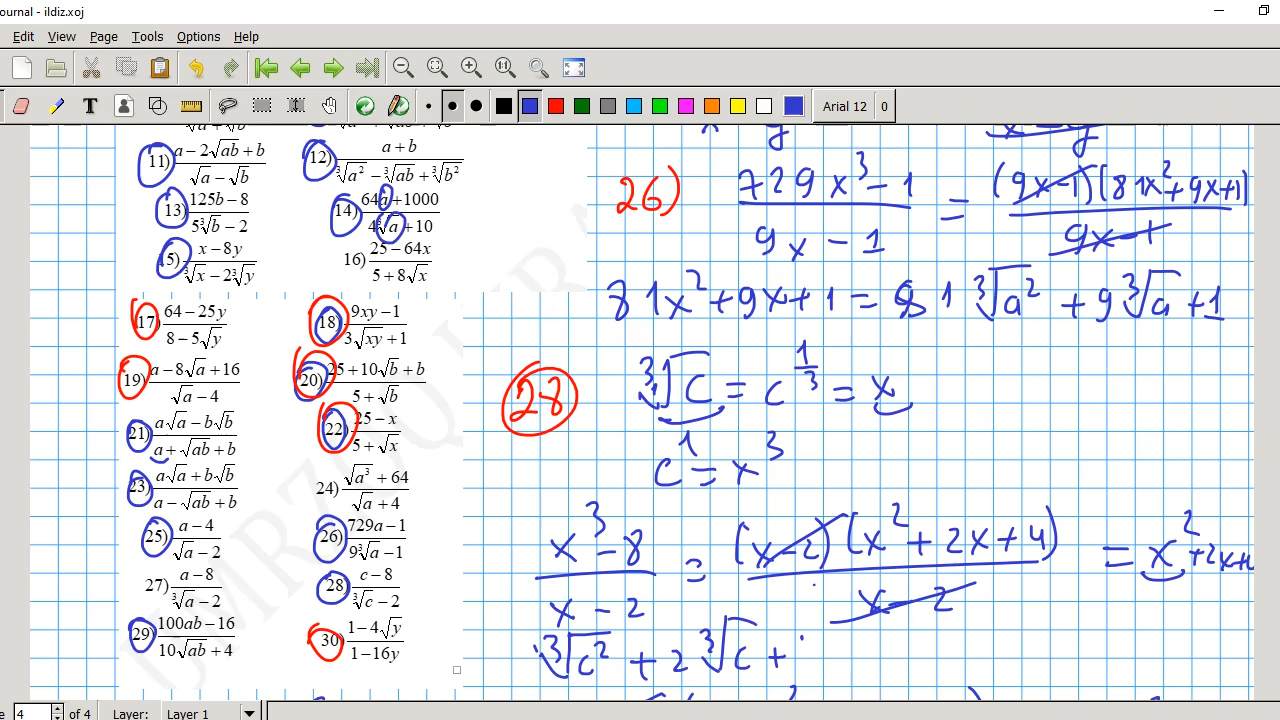 ournal - ildiz.xoj
Edit View Page Tools Options Help
T Arial 12 0
√a + √b
11) (a − 2√ab + b)/(√a − √b) 12) (a + b)/(∛a² − ∛ab + ∛b²)
13) (125b − 8)/(5∛b − 2) 14) (64a + 1000)/(4∛a + 10)
15) (x − 8y)/(∛x − 2∛y) 16) (25 − 64x)/(5 + 8√x)
17) (64 − 25y)/(8 − 5√y) 18) (9xy − 1)/(3√xy + 1)
19) (a − 8√a + 16)/(√a − 4) 20) (25 + 10√b + b)/(5 + √b)
21) (a√a − b√b)/(a + √ab + b) 22) (25 − x)/(5 + √x)
23) (a√a + b√b)/(a − √ab + b) 24) (√a³ + 64)/(√a + 4)
25) (a − 4)/(√a − 2) 26) (729a − 1)/(9∛a − 1)
27) (a − 8)/(∛a − 2) 28) (c − 8)/(∛c − 2)
29) (100ab − 16)/(10√ab + 4) 30) (1 − 4√y)/(1 − 16y)
26) (729x³ − 1)/(9x − 1) = (9x−1)(81x²+9x+1)/(9x−1)
81x²+9x+1 = 81∛a² + 9∛a + 1
28 ∛c = c^(1/3) = x
c¹ = x³
(x³ − 8)/(x − 2) = (x−2)(x²+2x+4)/(x−2) = x²+2x+4
∛c² + 2∛c +
UMRZOQ
4 of 4 Layer: Layer 1